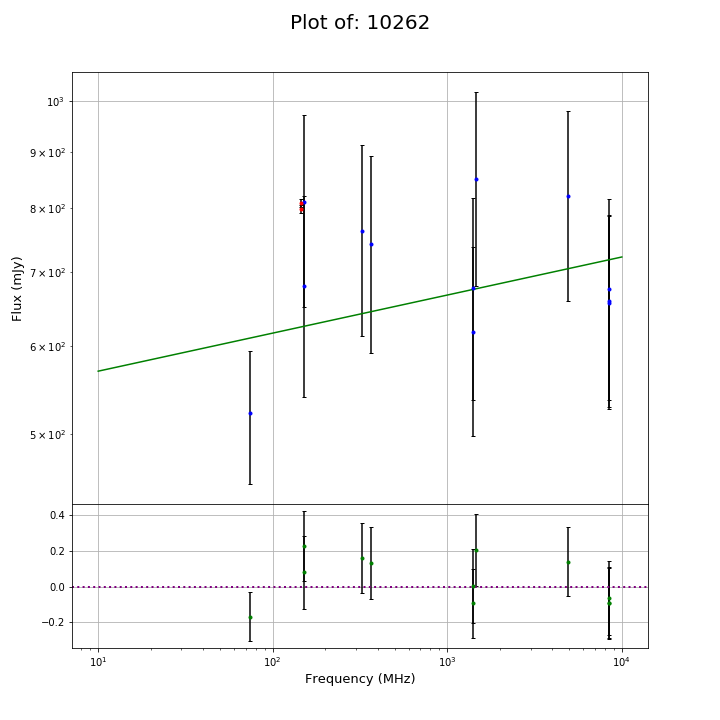 Plot of: 10262
10³
9 × 10²
8 × 10²
7 × 10²
6 × 10²
5 × 10²
Flux (mJy)
0.4
0.2
0.0
−0.2
10¹ 10² 10³ 10⁴
Frequency (MHz)